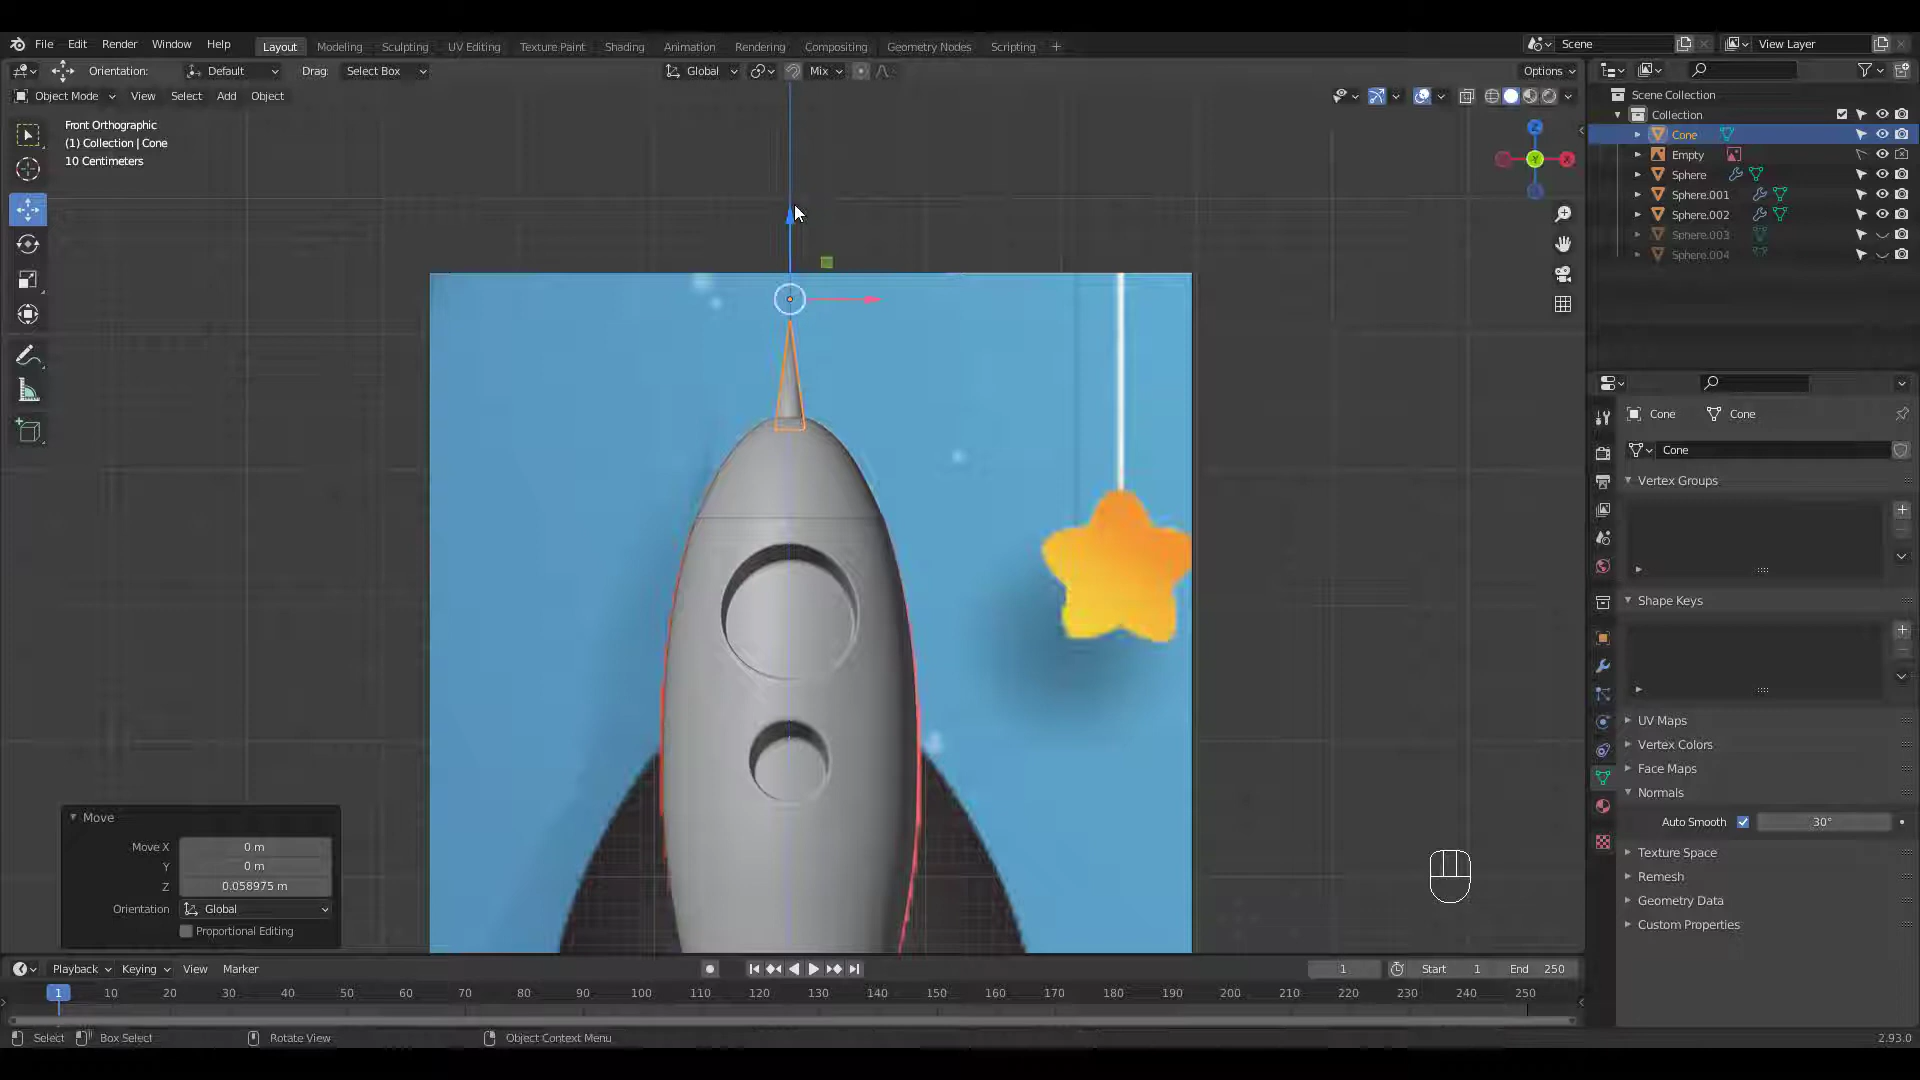 File Edit Render Window Help
Layout Modeling Sculpting UV Editing Texture Paint Shading Animation Rendering Compositing Geometry Nodes Scripting +
Scene
View Layer
Orientation: Default Drag: Select Box
Global
Mix
Options
Object Mode View Select Add Object
Front Orthographic
(1) Collection | Cone
10 Centimeters
Scene Collection
Collection
Cone
Empty
Sphere
Sphere.001
Sphere.002
Sphere.003
Sphere.004
Z
Y
X
Cone
Cone
Cone
Vertex Groups
Shape Keys
UV Maps
Vertex Colors
Face Maps
Normals
Auto Smooth 30°
Texture Space
Remesh
Geometry Data
Custom Properties
Move
Move X 0 m
Y 0 m
Z 0.058975 m
Orientation Global
Proportional Editing
Playback Keying View Marker
1
Start 1
End 250
1 10 20 30 40 50 60 70 80 90 100 110 120 130 140 150 160 170 180 190 200 210 220 230 240 250
Select Box Select Rotate View Object Context Menu
2.93.0